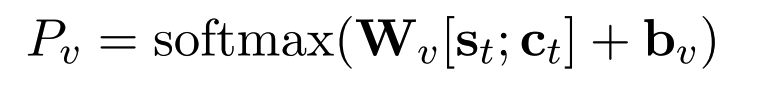 P_v = softmax(W_v[s_t; c_t] + b_v)